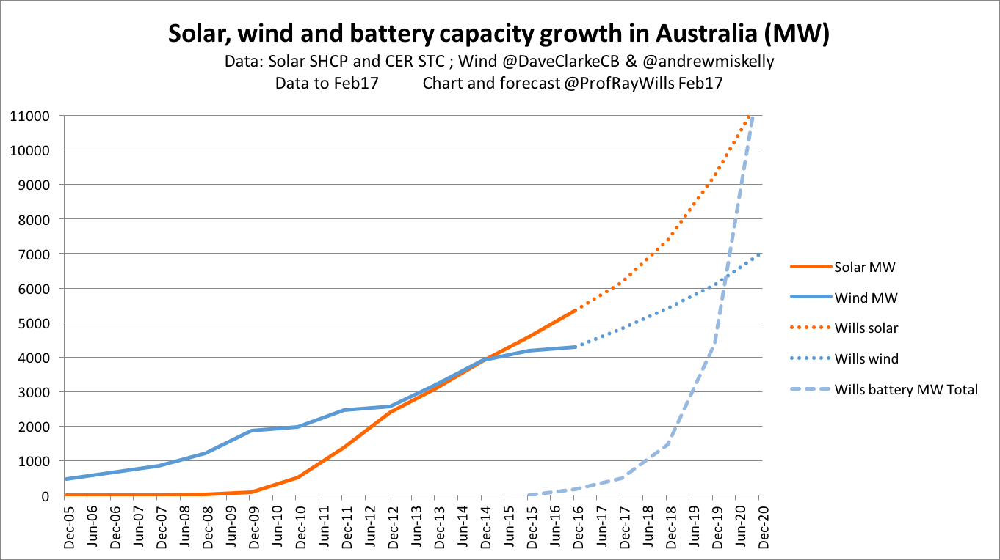 Solar, wind and battery capacity growth in Australia (MW)
Data: Solar SHCP and CER STC ; Wind @DaveClarkeCB & @andrewmiskelly
Data to Feb17 Chart and forecast @ProfRayWills Feb17
11000
10000
9000
8000
7000
6000
5000
4000
3000
2000
1000
0
Dec-05
Jun-06
Dec-06
Jun-07
Dec-07
Jun-08
Dec-08
Jun-09
Dec-09
Jun-10
Dec-10
Jun-11
Dec-11
Jun-12
Dec-12
Jun-13
Dec-13
Jun-14
Dec-14
Jun-15
Dec-15
Jun-16
Dec-16
Jun-17
Dec-17
Jun-18
Dec-18
Jun-19
Dec-19
Jun-20
Dec-20
Solar MW
Wind MW
Wills solar
Wills wind
Wills battery MW Total